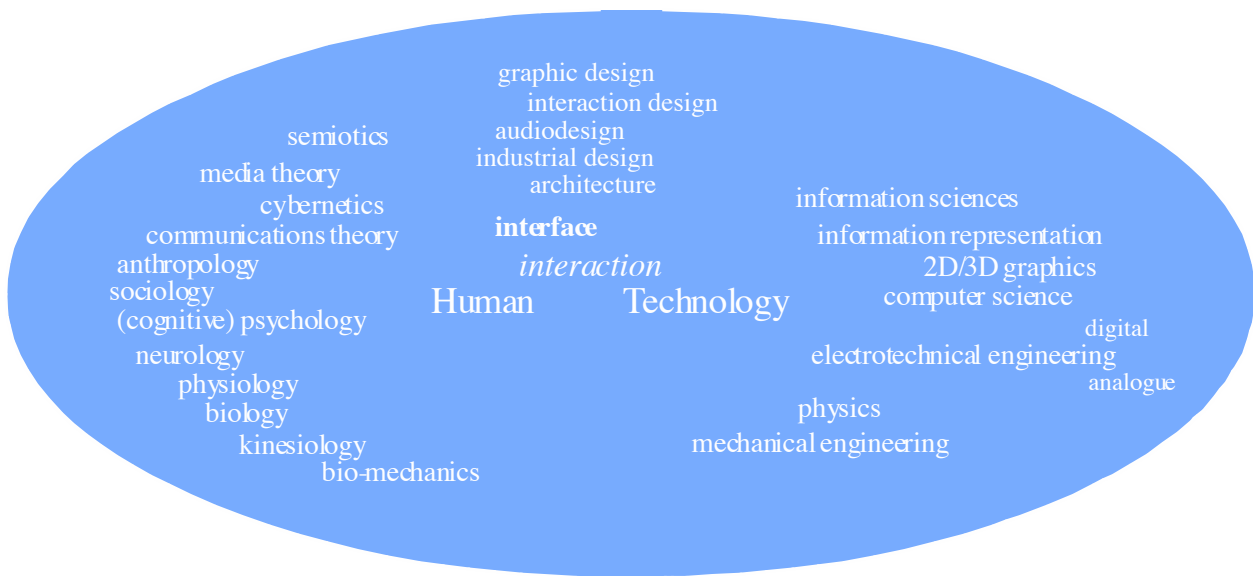 graphic design
interaction design
audiodesign
industrial design
architecture
semiotics
media theory
cybernetics
communications theory
anthropology
sociology
(cognitive) psychology
neurology
physiology
biology
kinesiology
bio-mechanics
interface
interaction
Human Technology
information sciences
information representation
2D/3D graphics
computer science
digital
electrotechnical engineering
analogue
physics
mechanical engineering